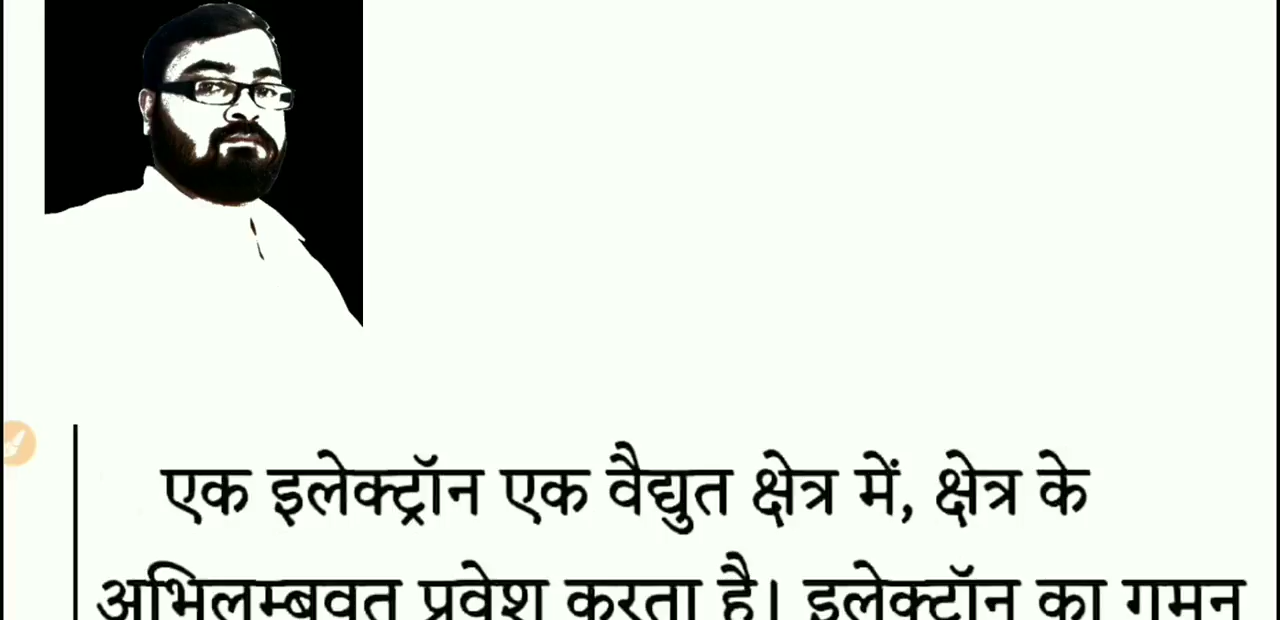 एक इलेक्ट्रॉन एक वैद्युत क्षेत्र में, क्षेत्र के
अभिलम्बवत प्रवेश करता है। इलेक्ट्रॉन का गमन